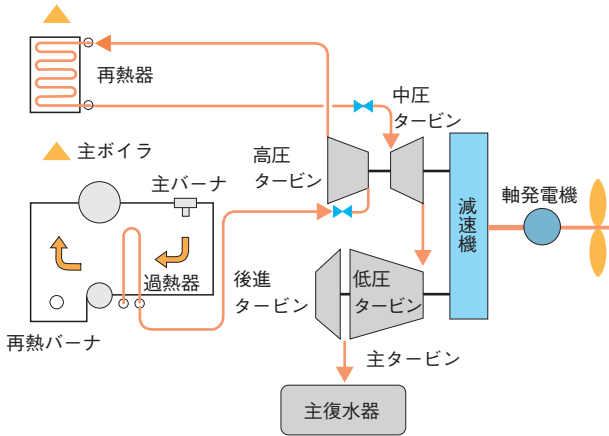 再熱器
中圧
タービン
主ボイラ
高圧
タービン
主バーナ
減速機
軸発電機
過熱器
後進
タービン
低圧
タービン
再熱バーナ
主タービン
主復水器